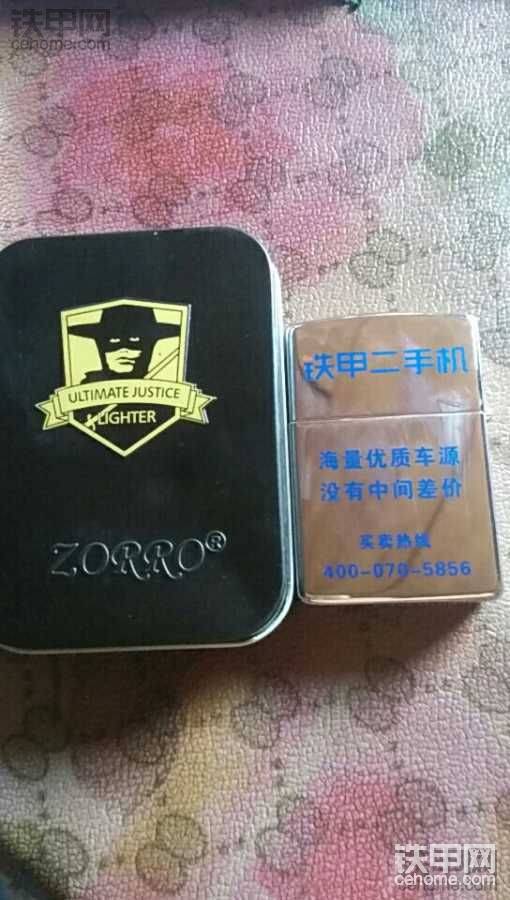 铁甲网
cehome.com
ULTIMATE JUSTICE
LIGHTER
ZORRO®
铁甲二手机
海量优质车源
没有中间差价
买卖热线
400-070-5856
铁甲网
cehome.com